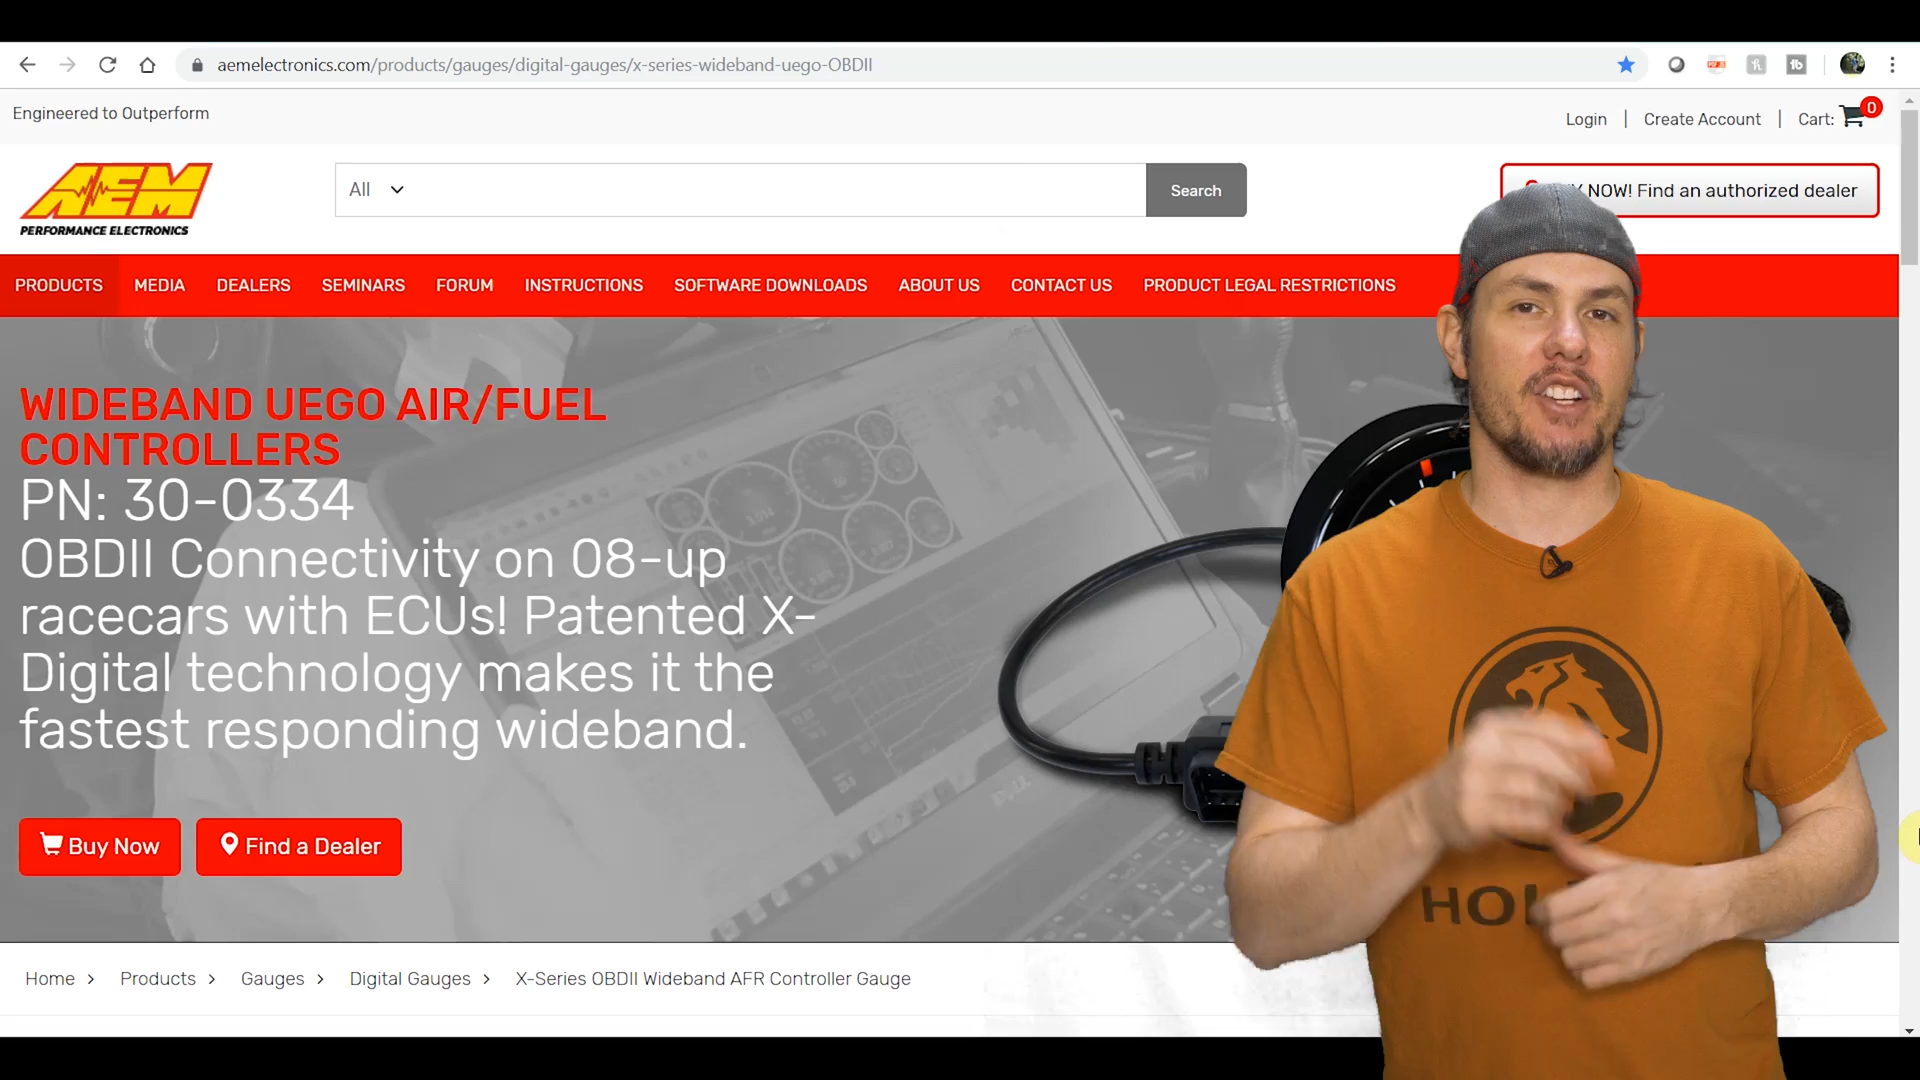 aemelectronics.com/products/gauges/digital-gauges/x-series-wideband-uego-OBDII
Engineered to Outperform
Login | Create Account | Cart: 0
AEM
PERFORMANCE ELECTRONICS
All
Search
NOW! Find an authorized dealer
PRODUCTS MEDIA DEALERS SEMINARS FORUM INSTRUCTIONS SOFTWARE DOWNLOADS ABOUT US CONTACT US PRODUCT LEGAL RESTRICTIONS
WIDEBAND UEGO AIR/FUEL
CONTROLLERS
PN: 30-0334
OBDII Connectivity on 08-up
racecars with ECUs! Patented X-
Digital technology makes it the
fastest responding wideband.
Buy Now
Find a Dealer
Home > Products > Gauges > Digital Gauges > X-Series OBDII Wideband AFR Controller Gauge